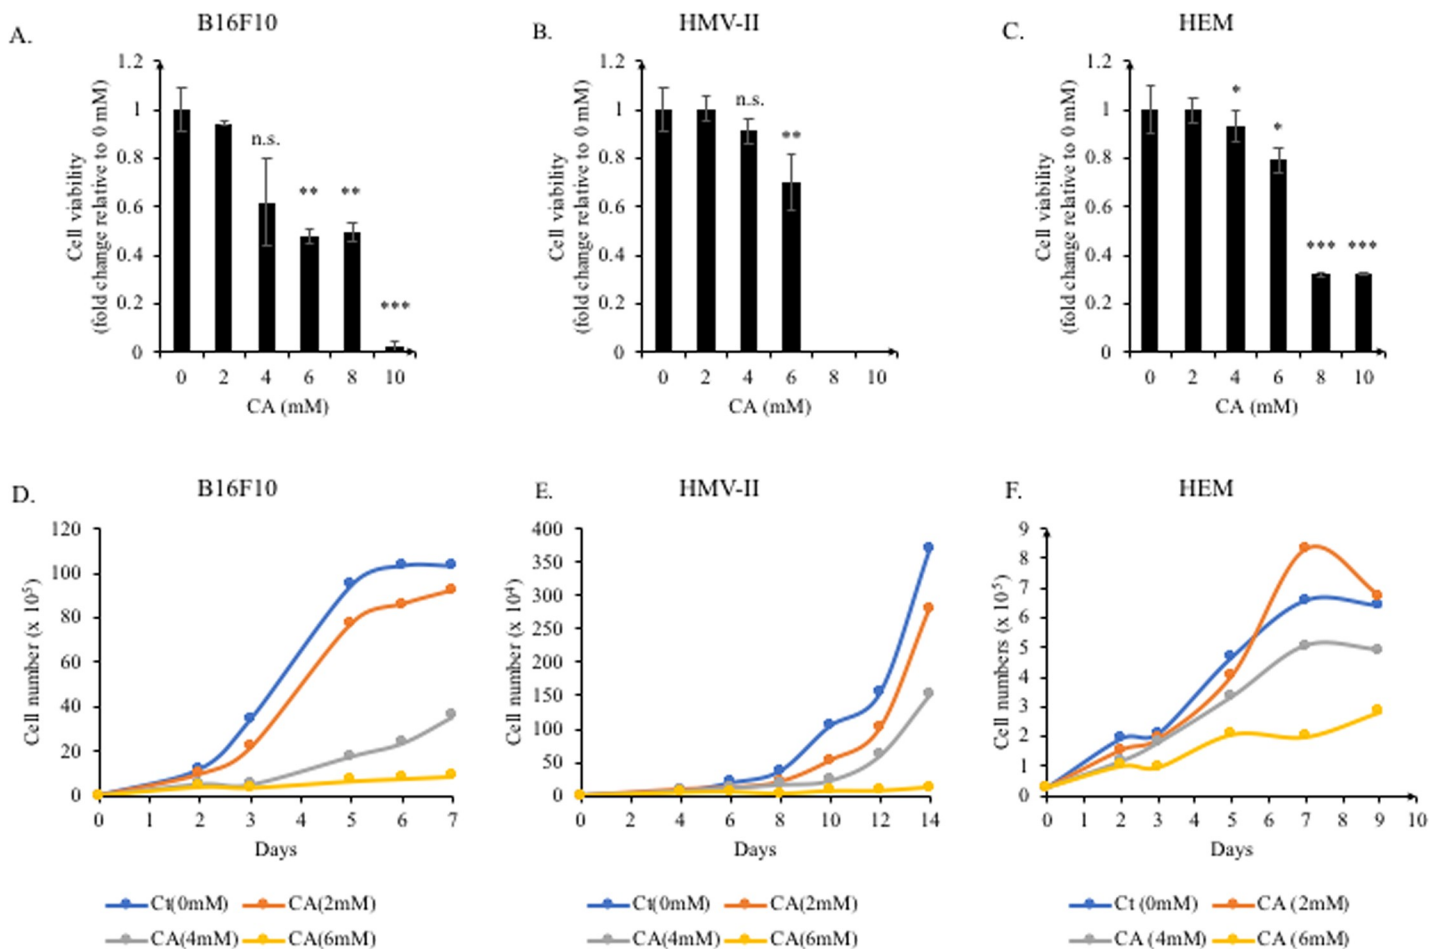 A.
B16F10
Cell viability
(fold change relative to 0 mM)
1.2
1
0.8
0.6
0.4
0.2
0
n.s.
**
**
***
0 2 4 6 8 10
CA (mM)
B.
HMV-II
Cell viability
(fold change relative to 0 mM)
1.2
1
0.8
0.6
0.4
0.2
0
n.s.
**
0 2 4 6 8 10
CA (mM)
C.
HEM
Cell viability
(fold change relative to 0 mM)
1.2
1
0.8
0.6
0.4
0.2
0
*
*
***
***
0 2 4 6 8 10
CA (mM)
D.
B16F10
Cell number (x 10⁵)
120
100
80
60
40
20
0
0 1 2 3 4 5 6 7
Days
Ct(0mM) CA(2mM)
CA(4mM) CA(6mM)
E.
HMV-II
Cell number (x 10⁴)
400
350
300
250
200
150
100
50
0
0 2 4 6 8 10 12 14
Days
Ct(0mM) CA(2mM)
CA(4mM) CA(6mM)
F.
HEM
Cell numbers (x 10⁻⁵)
9
8
7
6
5
4
3
2
1
0
0 1 2 3 4 5 6 7 8 9 10
Days
Ct (0mM) CA (2mM)
CA (4mM) CA (6mM)